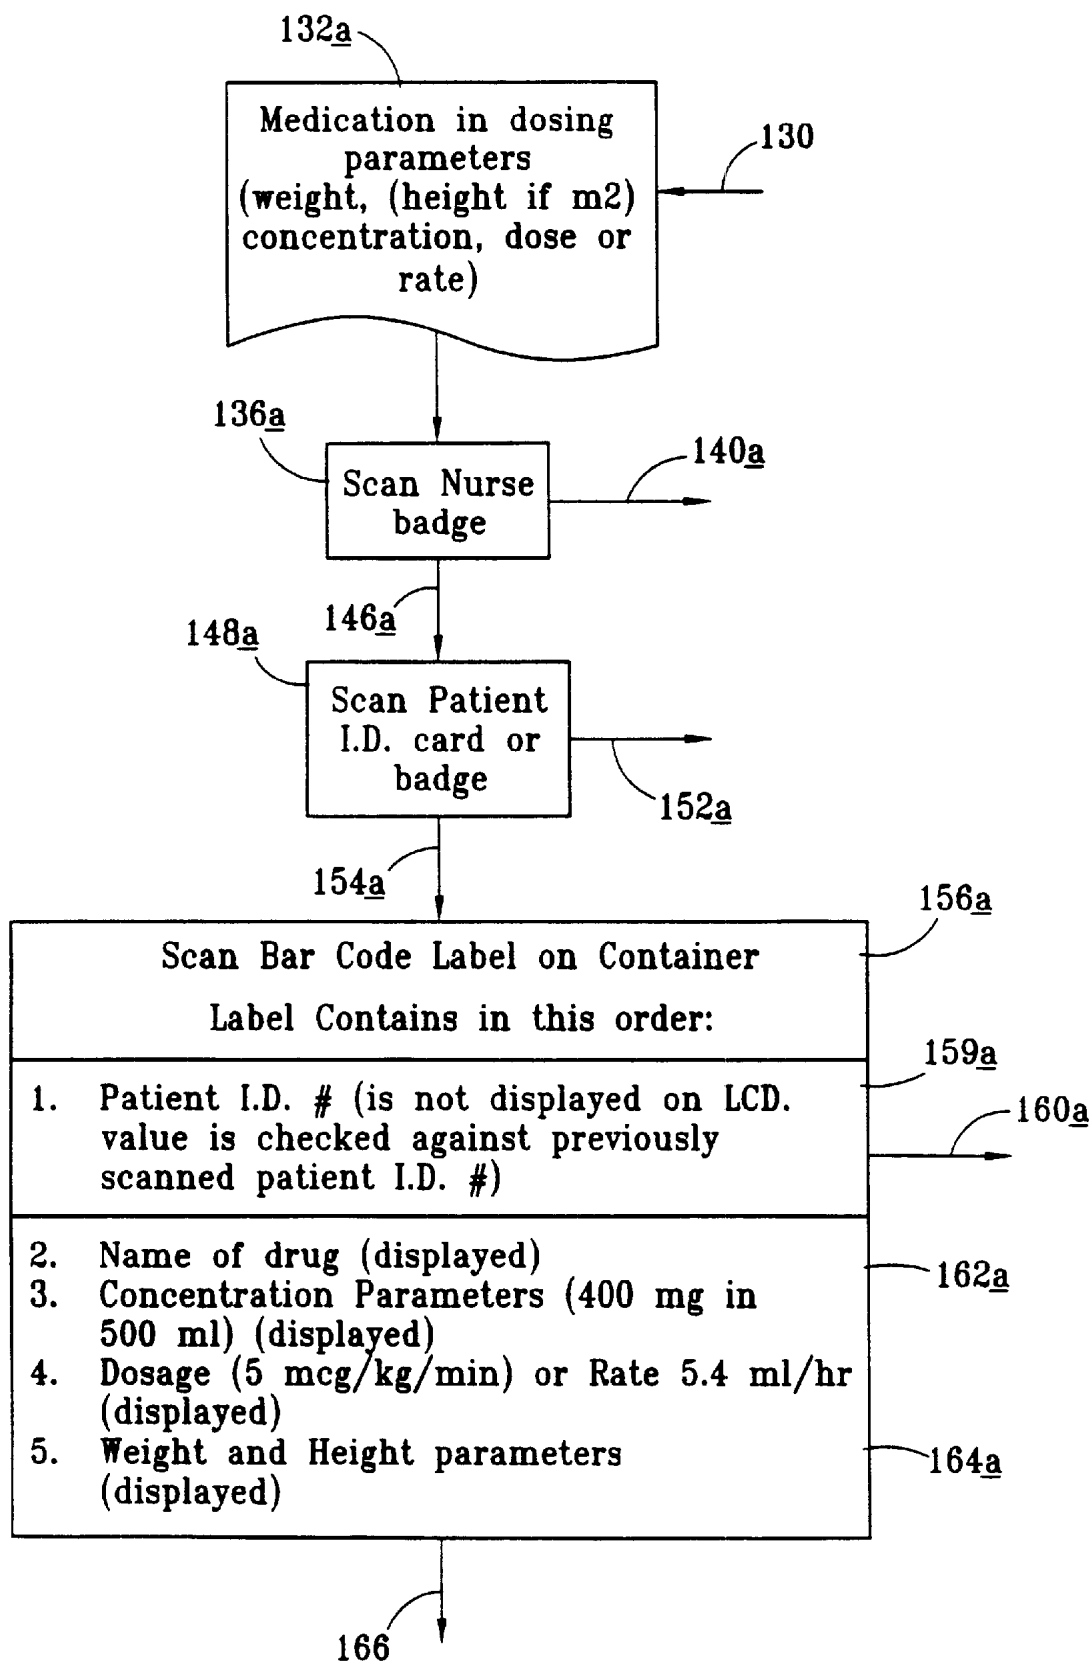 132a
Medication in dosing
parameters
(weight, (height if m2)
concentration, dose or
rate)
130
136a
Scan Nurse
badge
140a
146a
148a
Scan Patient
I.D. card or
badge
152a
154a
156a
Scan Bar Code Label on Container
Label Contains in this order:
159a
1. Patient I.D. # (is not displayed on LCD.
value is checked against previously
scanned patient I.D. #)
160a
2. Name of drug (displayed)
162a
3. Concentration Parameters (400 mg in
500 ml) (displayed)
4. Dosage (5 mcg/kg/min) or Rate 5.4 ml/hr
(displayed)
5. Weight and Height parameters
(displayed)
164a
166